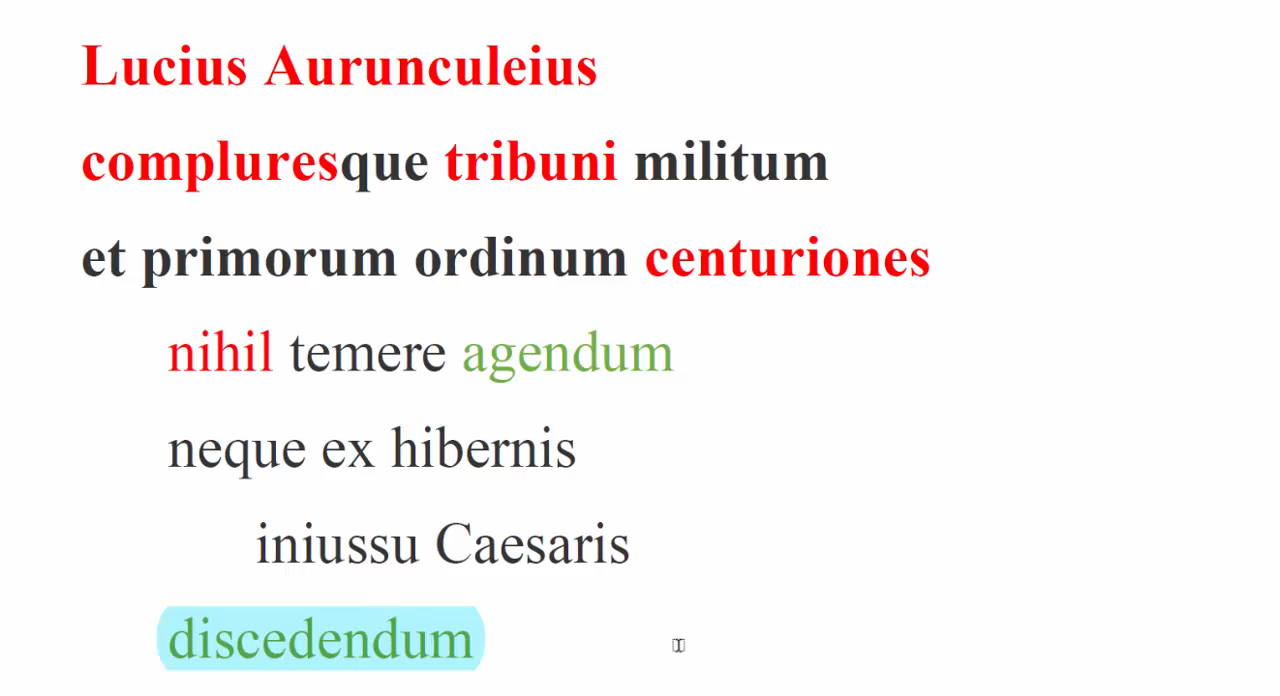 Lucius Aurunculeius
compluresque tribuni militum
et primorum ordinum centuriones
nihil temere agendum
neque ex hibernis
iniussu Caesaris
discedendum